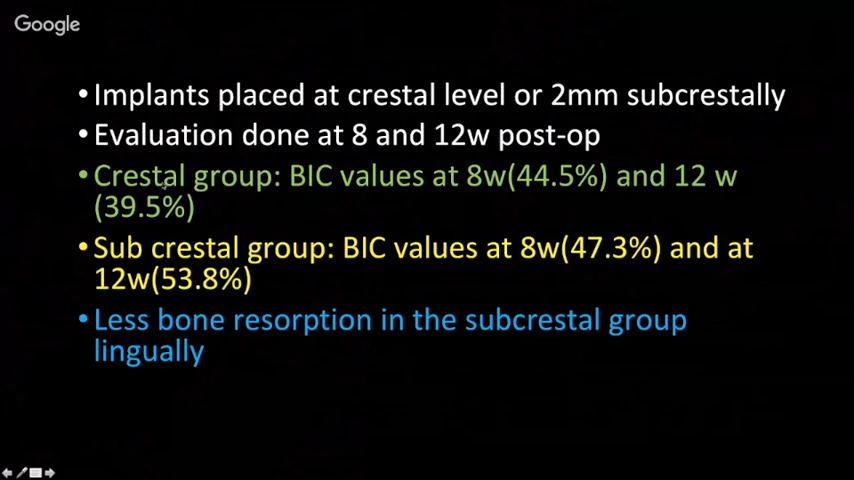 Google
•Implants placed at crestal level or 2mm subcrestally
•Evaluation done at 8 and 12w post-op
•Crestal group: BIC values at 8w(44.5%) and 12 w
(39.5%)
•Sub crestal group: BIC values at 8w(47.3%) and at
12w(53.8%)
•Less bone resorption in the subcrestal group
lingually